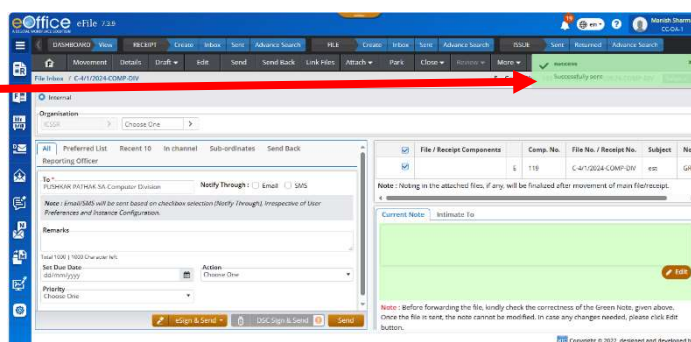 eOffice eFile 7.3.9
A DIGITAL WORKPLACE SOLUTION
en
Manish Sharma
CC-OA-1
DASHBOARD View RECEIPT Create Inbox Sent Advance Search FILE Create Inbox Sent Advance Search ISSUE Sent Returned Advance Search
Movement Details Draft Edit Send Send Back Link Files Attach Park Close Review More
success
Successfully sent
File Inbox / C-4/1/2024-COMP-DIV
Internal
Organisation
ICSSR Choose One
All Preferred List Recent 10 In channel Sub-ordinates Send Back
Reporting Officer
To *
PUSHKAR PATHAK-SA Computer Division
Notify Through : Email SMS
Note : Email/SMS will be sent based on checkbox selection (Notify Through), irrespective of User
Preferences and Instance Configuration.
Remarks
Total 1000 | 1000 Character left
Set Due Date
dd/mm/yyyy
Action
Choose One
Priority
Choose One
eSign & Send DSC Sign & Send Send
File / Receipt Components Comp. No. File No. / Receipt No. Subject
E 119 C-4/1/2024-COMP-DIV est
Note : Noting in the attached files, if any, will be finalized after movement of main file/receipt.
Current Note Intimate To
Edit
Note : Before forwarding the file, kindly check the correctness of the Green Note, given above.
Once the file is sent, the note cannot be modified. In case any changes needed, please click Edit
button.
Copyright © 2022, designed and developed